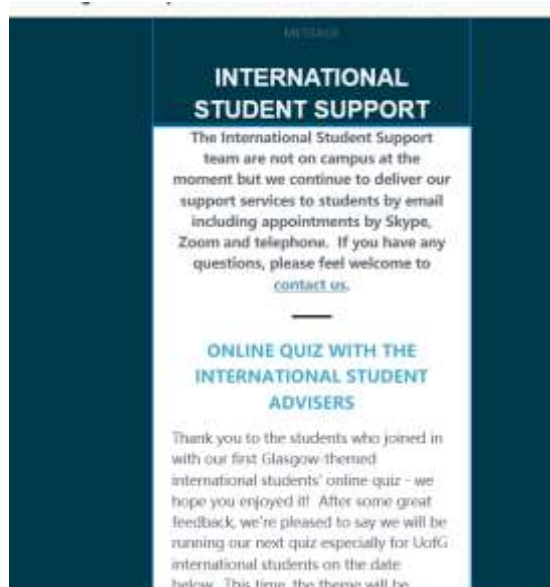 MESSAGE
INTERNATIONAL
STUDENT SUPPORT
The International Student Support
team are not on campus at the
moment but we continue to deliver our
support services to students by email
including appointments by Skype,
Zoom and telephone. If you have any
questions, please feel welcome to
contact us.
ONLINE QUIZ WITH THE
INTERNATIONAL STUDENT
ADVISERS
Thank you to the students who joined in
with our first Glasgow-themed
international students' online quiz - we
hope you enjoyed it! After some great
feedback, we're pleased to say we will be
running our next quiz especially for UofG
international students on the date
below. This time, the theme will be